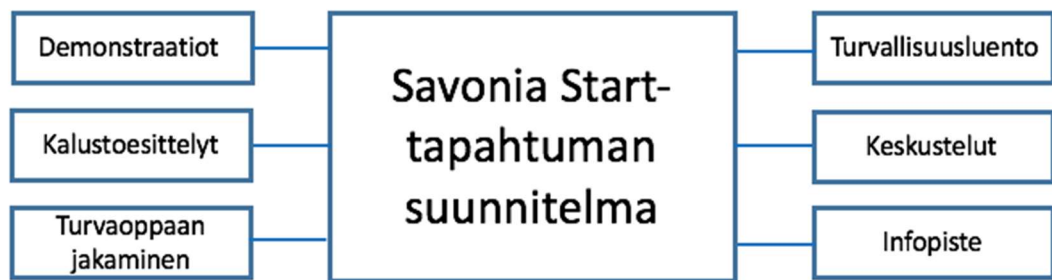 Demonstraatiot
Kalustoesittelyt
Turvaoppaan
jakaminen
Savonia Start-
tapahtuman
suunnitelma
Turvallisuusluento
Keskustelut
Infopiste